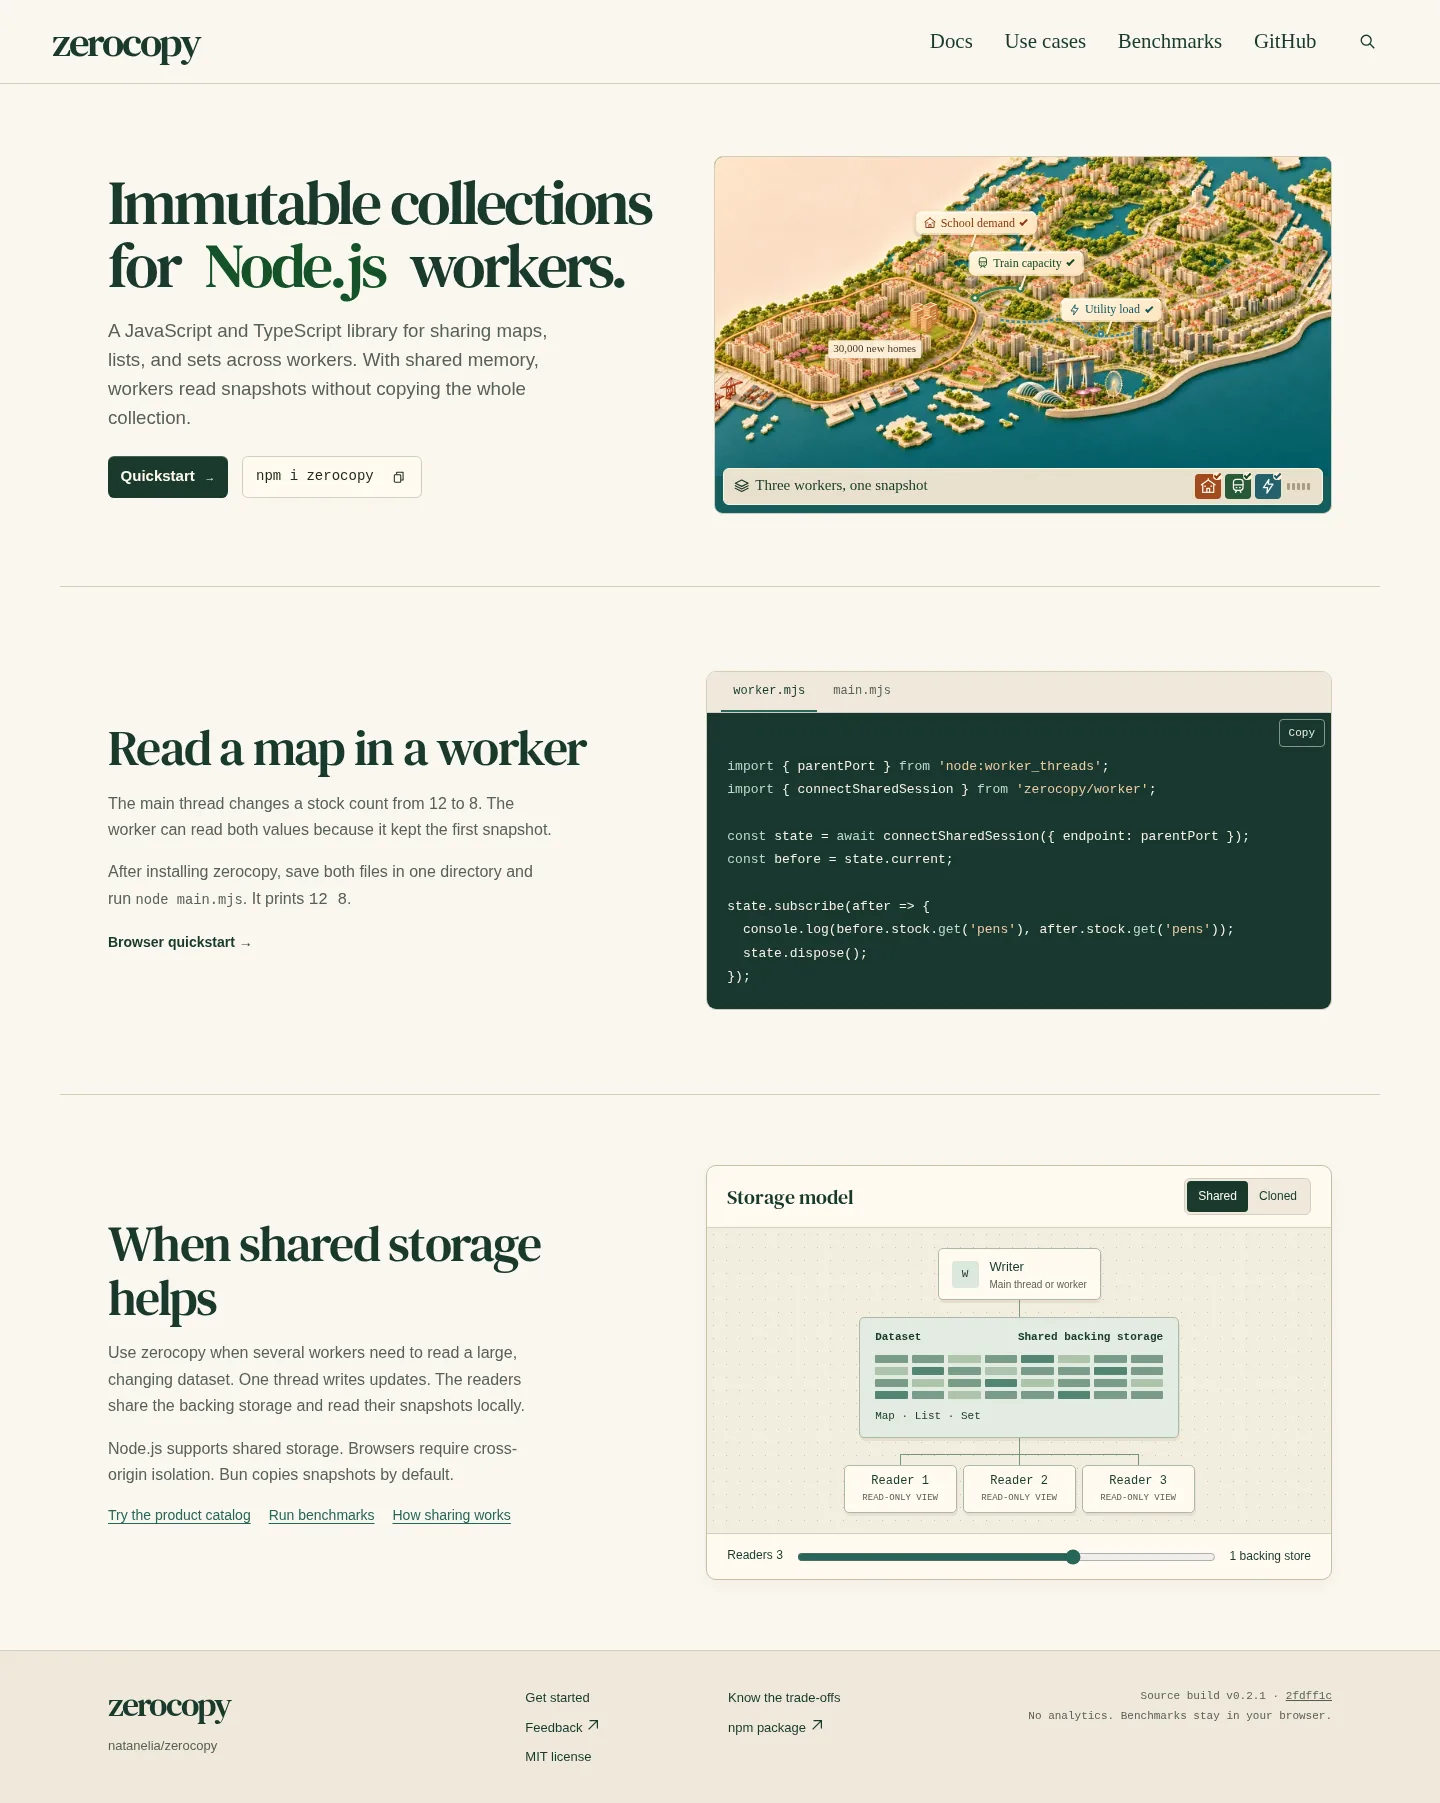 zerocopy
Docs Use cases Benchmarks GitHub
Immutable collections
for Node.js workers.
A JavaScript and TypeScript library for sharing maps,
lists, and sets across workers. With shared memory,
workers read snapshots without copying the whole
collection.
Quickstart →
npm i zerocopy
School demand
Train capacity
Utility load
30,000 new homes
Three workers, one snapshot
Read a map in a worker
The main thread changes a stock count from 12 to 8. The
worker can read both values because it kept the first snapshot.
After installing zerocopy, save both files in one directory and
run node main.mjs. It prints 12 8.
Browser quickstart →
worker.mjs main.mjs
Copy
import { parentPort } from 'node:worker_threads';
import { connectSharedSession } from 'zerocopy/worker';
const state = await connectSharedSession({ endpoint: parentPort });
const before = state.current;
state.subscribe(after => {
console.log(before.stock.get('pens'), after.stock.get('pens'));
state.dispose();
});
When shared storage
helps
Use zerocopy when several workers need to read a large,
changing dataset. One thread writes updates. The readers
share the backing storage and read their snapshots locally.
Node.js supports shared storage. Browsers require cross-
origin isolation. Bun copies snapshots by default.
Try the product catalog Run benchmarks How sharing works
Storage model
Shared Cloned
W
Writer
Main thread or worker
Dataset Shared backing storage
Map · List · Set
Reader 1 Reader 2 Reader 3
READ-ONLY VIEW READ-ONLY VIEW READ-ONLY VIEW
Readers 3
1 backing store
zerocopy
natanelia/zerocopy
Get started
Feedback
MIT license
Know the trade-offs
npm package
Source build v0.2.1 · 2fdff1c
No analytics. Benchmarks stay in your browser.